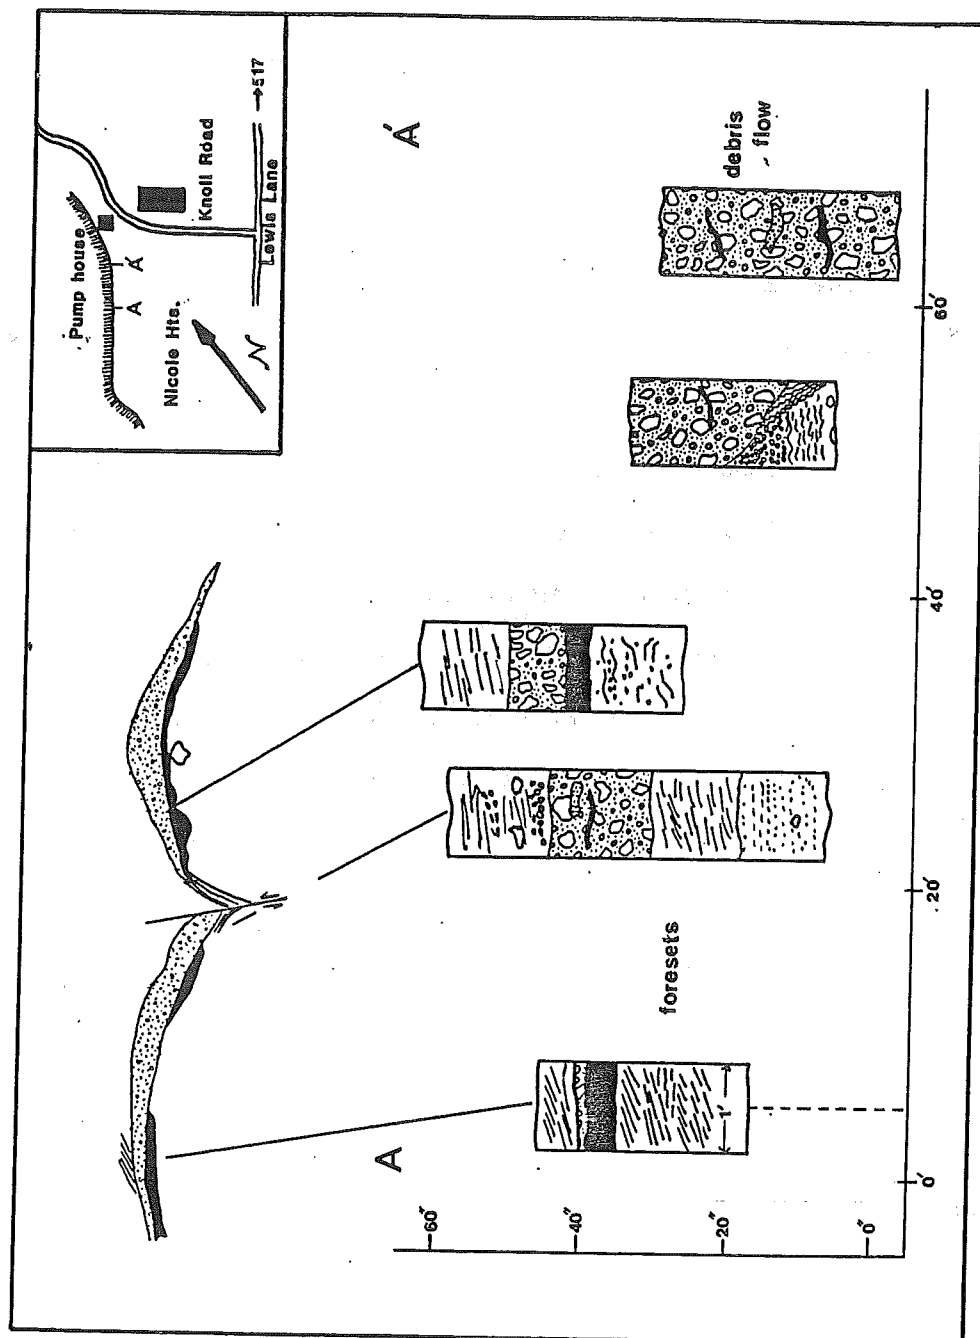 Pump house
A
Á
Nicole Hts.
N
Knoll Road
Lewis Lane
→517
A
Á
foresets
debris
flow
1'
60"
40"
20"
0"
0'
20'
40'
60'